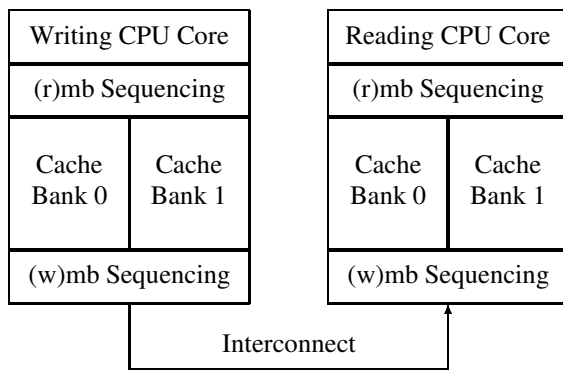 Writing CPU Core
(r)mb Sequencing
Cache
Bank 0
Cache
Bank 1
(w)mb Sequencing
Reading CPU Core
(r)mb Sequencing
Cache
Bank 0
Cache
Bank 1
(w)mb Sequencing
Interconnect